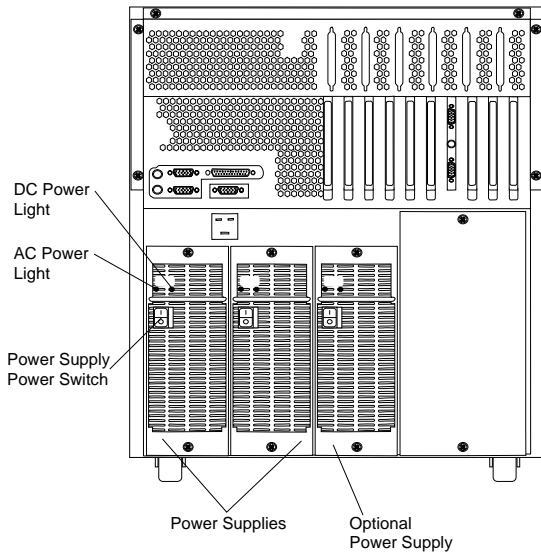 DC Power
Light
AC Power
Light
Power Supply
Power Switch
Power Supplies
Optional
Power Supply